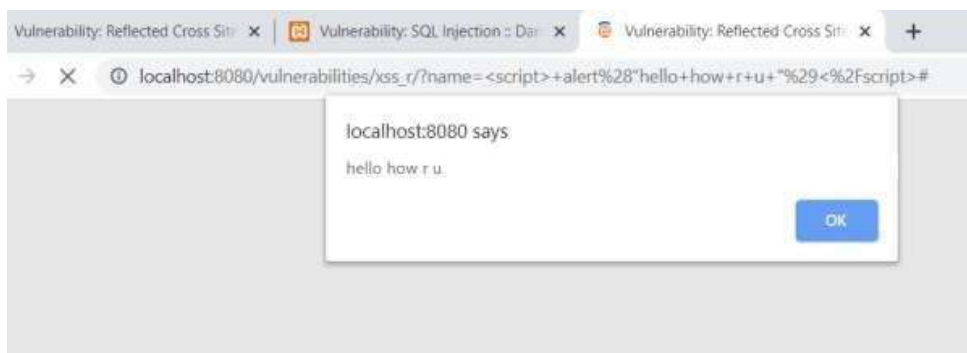 Vulnerability: Reflected Cross Sit
Vulnerability: SQL Injection :: Da
Vulnerability: Reflected Cross Sit
localhost:8080/vulnerabilities/xss_r/?name=<script>+alert%28"hello+how+r+u+"%29<%2Fscript>#
localhost:8080 says
hello how r u
OK